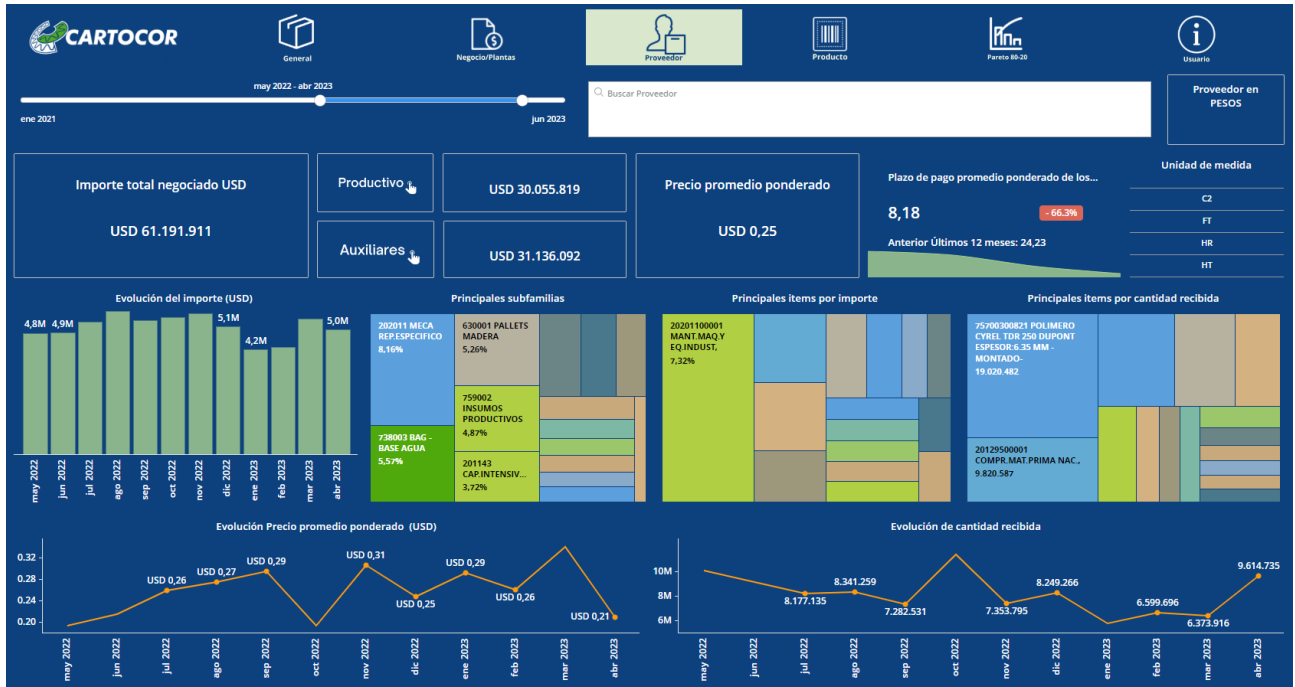 CARTOCOR
General
Negocio/Plantas
Proveedor
Producto
Pareto 80-20
Usuario
may 2022 - abr 2023
ene 2021
jun 2023
Buscar Proveedor
Proveedor en
PESOS
Importe total negociado USD
USD 61.191.911
Productivo
USD 30.055.819
Auxiliares
USD 31.136.092
Precio promedio ponderado
USD 0,25
Plazo de pago promedio ponderado de los...
8,18
- 66.3%
Anterior Últimos 12 meses: 24,23
Unidad de medida
C2
FT
HR
HT
Evolución del importe (USD)
4,8M
4,9M
5,1M
4,2M
5,0M
may 2022
jun 2022
jul 2022
ago 2022
sep 2022
oct 2022
nov 2022
dic 2022
ene 2023
feb 2023
mar 2023
abr 2023
Principales subfamilias
202011 MECA
REP.ESPECIFICO
8,16%
738003 BAG -
BASE AGUA
5,57%
630001 PALLETS
MADERA
5,26%
759002
INSUMOS
PRODUCTIVOS
4,87%
201143
CAP.INTENSIV...
3,72%
Principales items por importe
20201100001
MANT.MAQ.Y
EQ.INDUST,
7,32%
Principales items por cantidad recibida
75700300821 POLIMERO
CYREL TDR 250 DUPONT
ESPESOR:6.35 MM -
MONTADO-
19.020.482
20129500001
COMPR.MAT.PRIMA NAC.,
9.820.587
Evolución Precio promedio ponderado (USD)
0.32
0.28
0.24
0.20
USD 0,26
USD 0,27
USD 0,29
USD 0,31
USD 0,25
USD 0,29
USD 0,26
USD 0,21
may 2022
jun 2022
jul 2022
ago 2022
sep 2022
oct 2022
nov 2022
dic 2022
ene 2023
feb 2023
mar 2023
abr 2023
Evolución de cantidad recibida
10M
8M
6M
8.177.135
8.341.259
7.282.531
7.353.795
8.249.266
6.599.696
6.373.916
9.614.735
may 2022
jun 2022
jul 2022
ago 2022
sep 2022
oct 2022
nov 2022
dic 2022
ene 2023
feb 2023
mar 2023
abr 2023